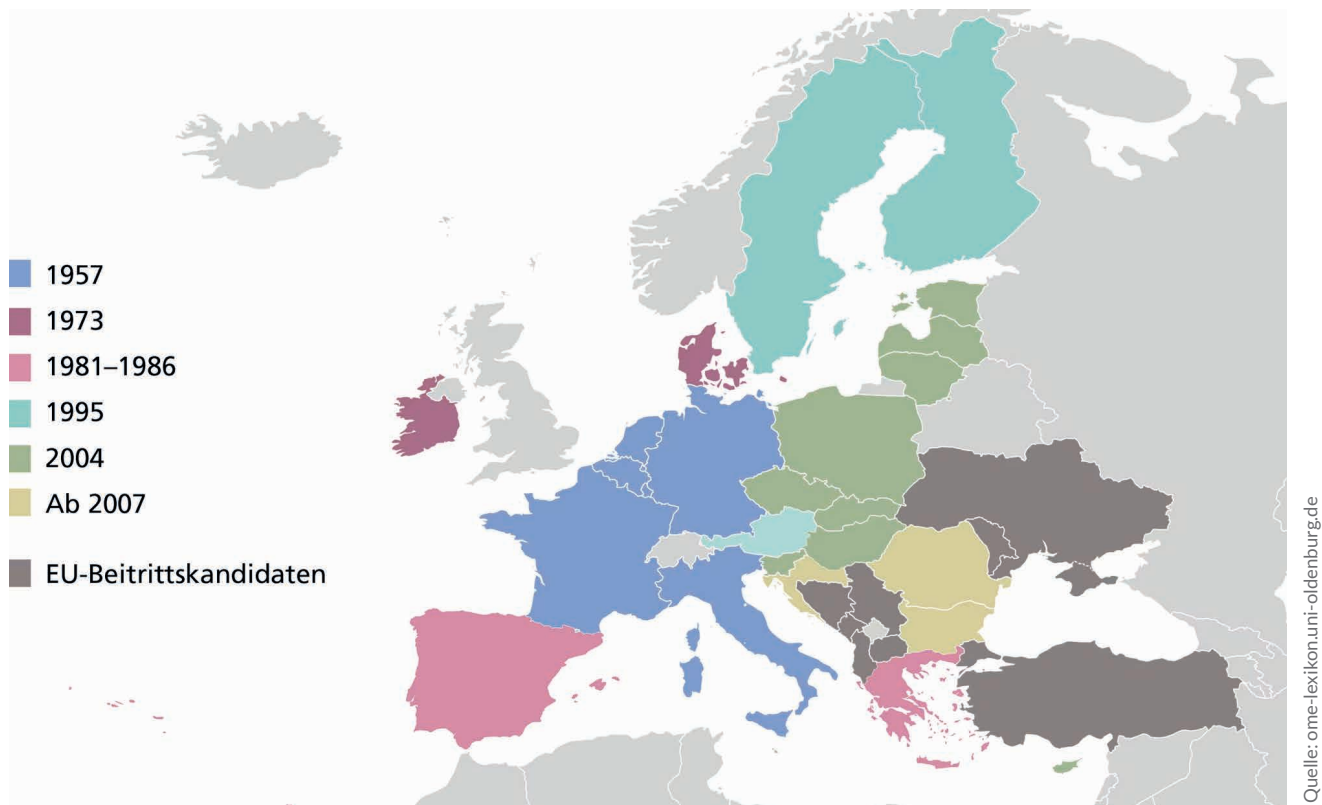 1957
1973
1981–1986
1995
2004
Ab 2007
EU-Beitrittskandidaten
Quelle: ome-lexikon.uni-oldenburg.de